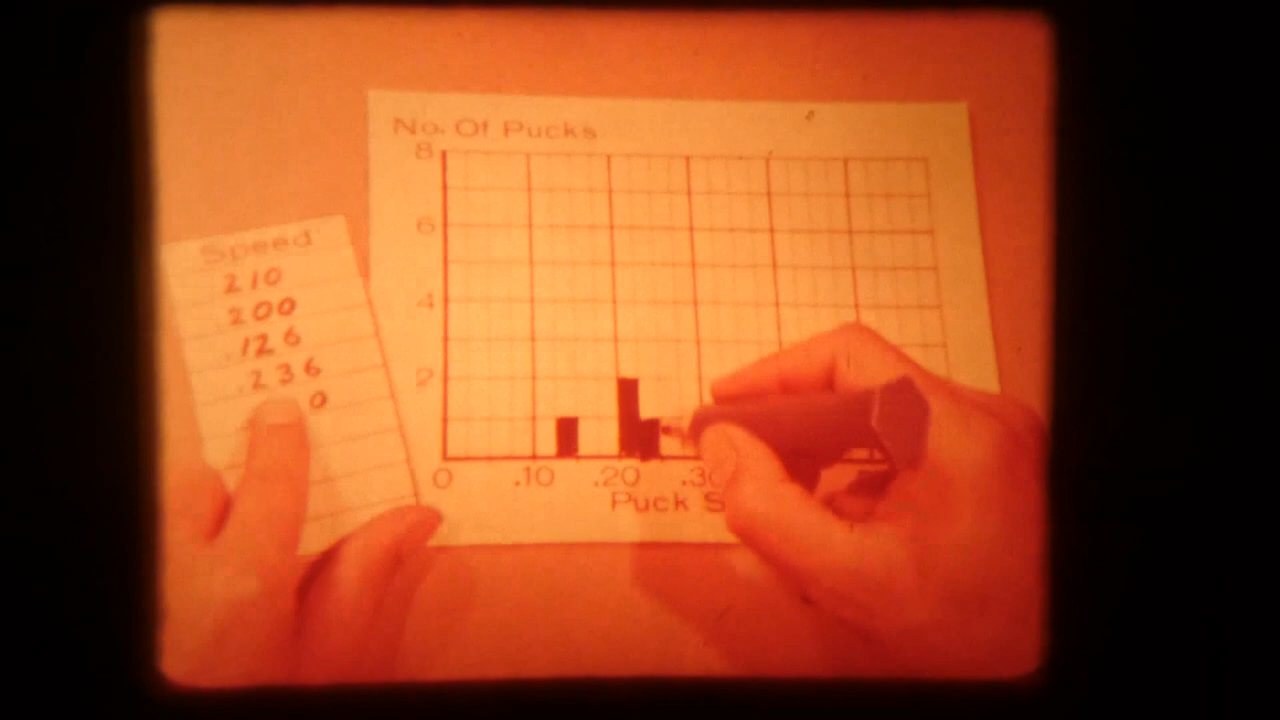 No. Of Pucks
8
6
4
2
0 .10 .20 .30
Puck S
Speed
.210
.200
.126
.236
0